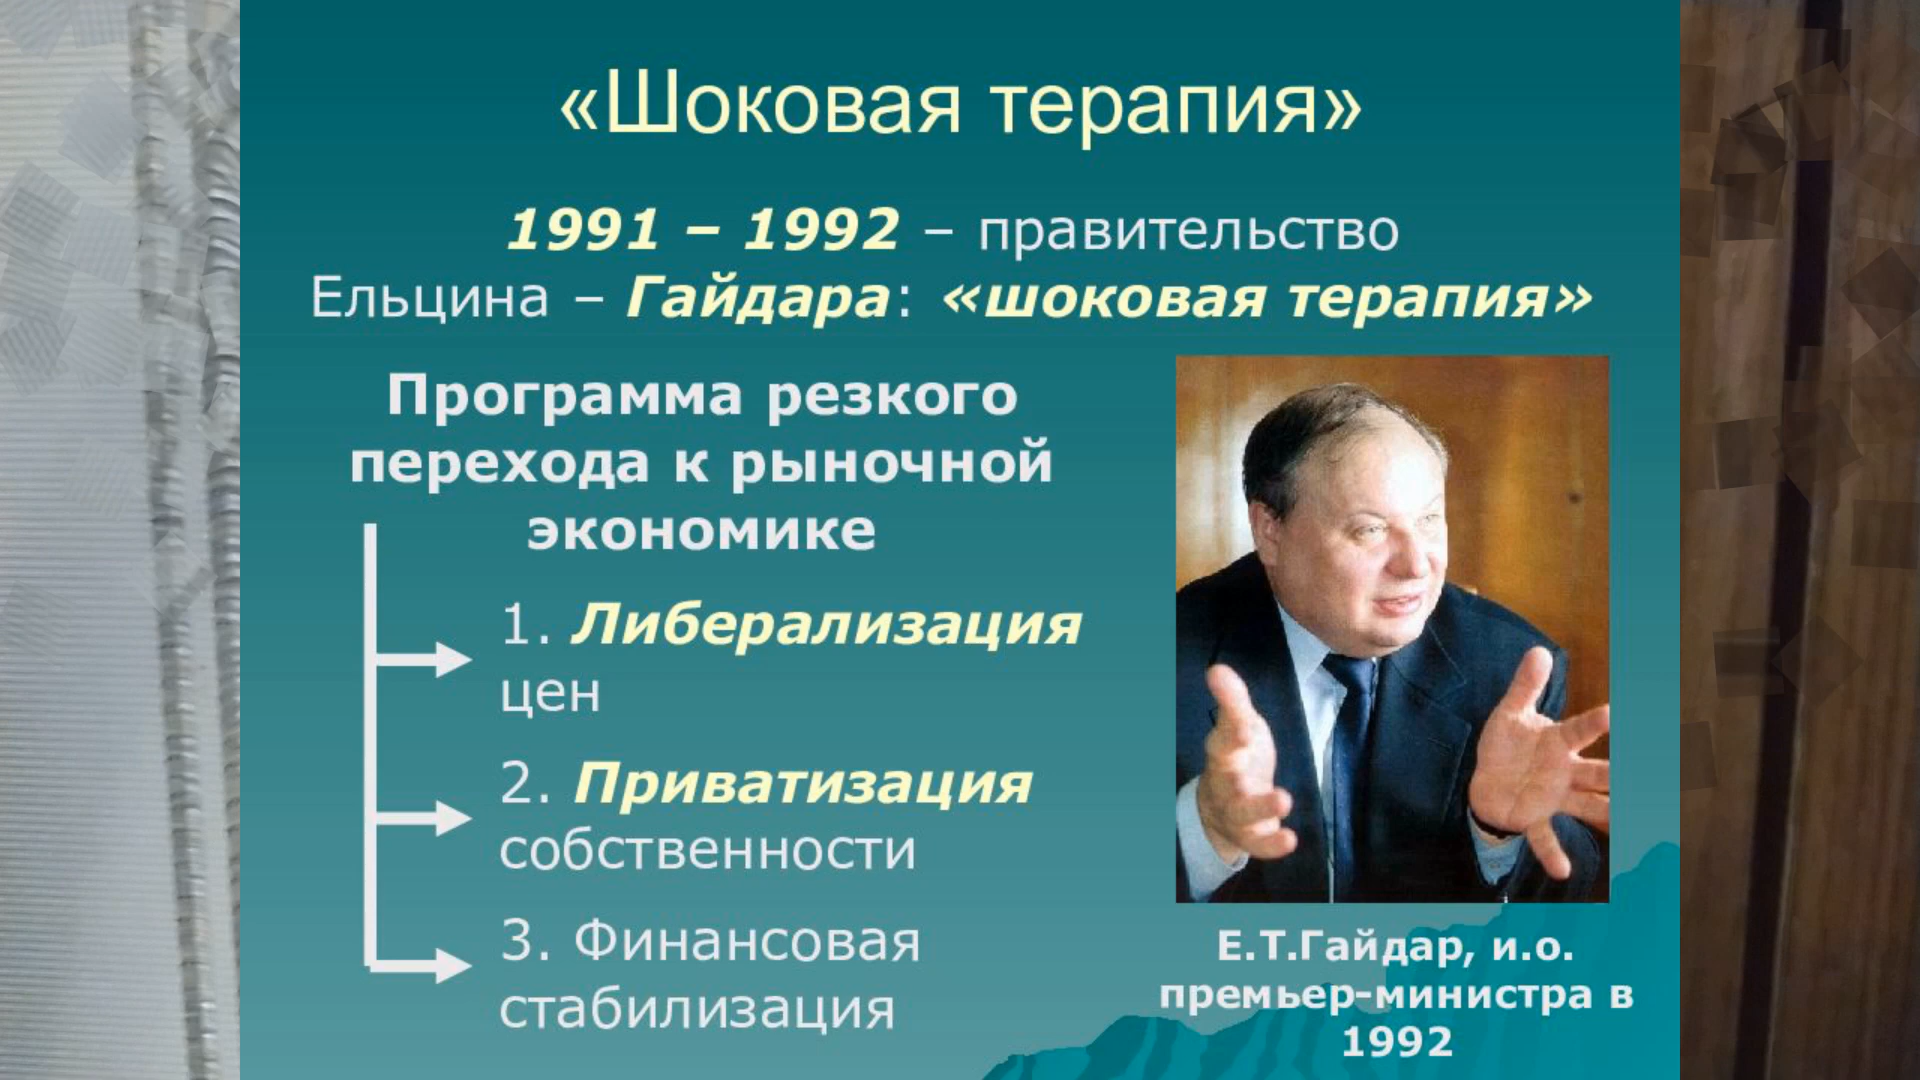 «Шоковая терапия»
1991 – 1992 – правительство
Ельцина – Гайдара: «шоковая терапия»
Программа резкого
перехода к рыночной
экономике
1. Либерализация
цен
2. Приватизация
собственности
3. Финансовая
стабилизация
Е.Т.Гайдар, и.о.
премьер-министра в
1992